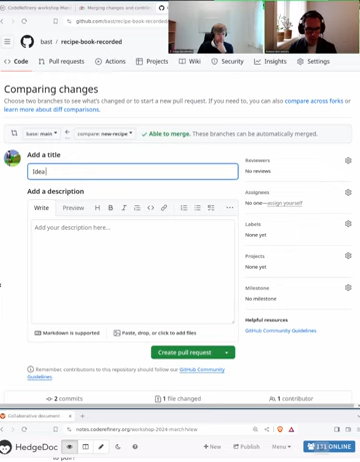 CodeRefinery workshop Mar
Merging changes and contri
github.com/bast/recipe-book-recorded
bast / recipe-book-recorded
Code
Pull requests
Actions
Projects
Wiki
Security
Insights
Settings
Comparing changes
Choose two branches to see what's changed or to start a new pull request. If you need to, you can also compare across forks or
learn more about diff comparisons.
base: main
compare: new-recipe
Able to merge. These branches can be automatically merged.
Add a title
Idea
Add a description
Write
Preview
H B I
Add your description here...
Markdown is supported
Paste, drop, or click to add files
Create pull request
Remember, contributions to this repository should follow our GitHub Community
Guidelines.
Reviewers
No reviews
Assignees
No one—assign yourself
Labels
None yet
Projects
None yet
Milestone
No milestone
Helpful resources
GitHub Community Guidelines
2 commits
1 file changed
1 contributor
Collaborative document
notes.coderefinery.org/workshop-2024-march?view
HedgeDoc
New
Publish
Menu
171 ONLINE